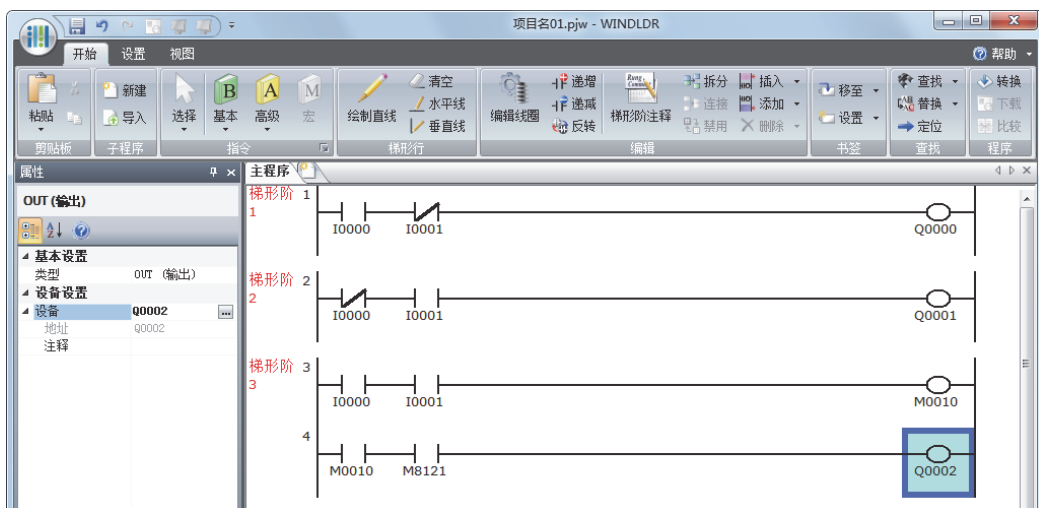 项目名01.pjw - WINDLDR
开始 设置 视图 帮助
粘贴 新建 导入 选择 B 基本 A 高级 M 宏 绘制直线 清空 水平线 垂直线 编辑线圈 递增 递减 反转 Rung Comment 梯形阶注释 拆分 连接 禁用 插入 添加 删除 移至 设置 查找 替换 定位 转换 下载 比较
剪贴板 子程序 指令 梯形行 编辑 书签 查找 程序
属性 主程序
OUT(输出)
基本设置
类型 OUT (输出)
设备设置
设备 Q0002 ...
地址 Q0002
注释
梯形阶 1
1
I0000 I0001 Q0000
梯形阶 2
2
I0000 I0001 Q0001
梯形阶 3
3
I0000 I0001 M0010
4
M0010 M8121 Q0002